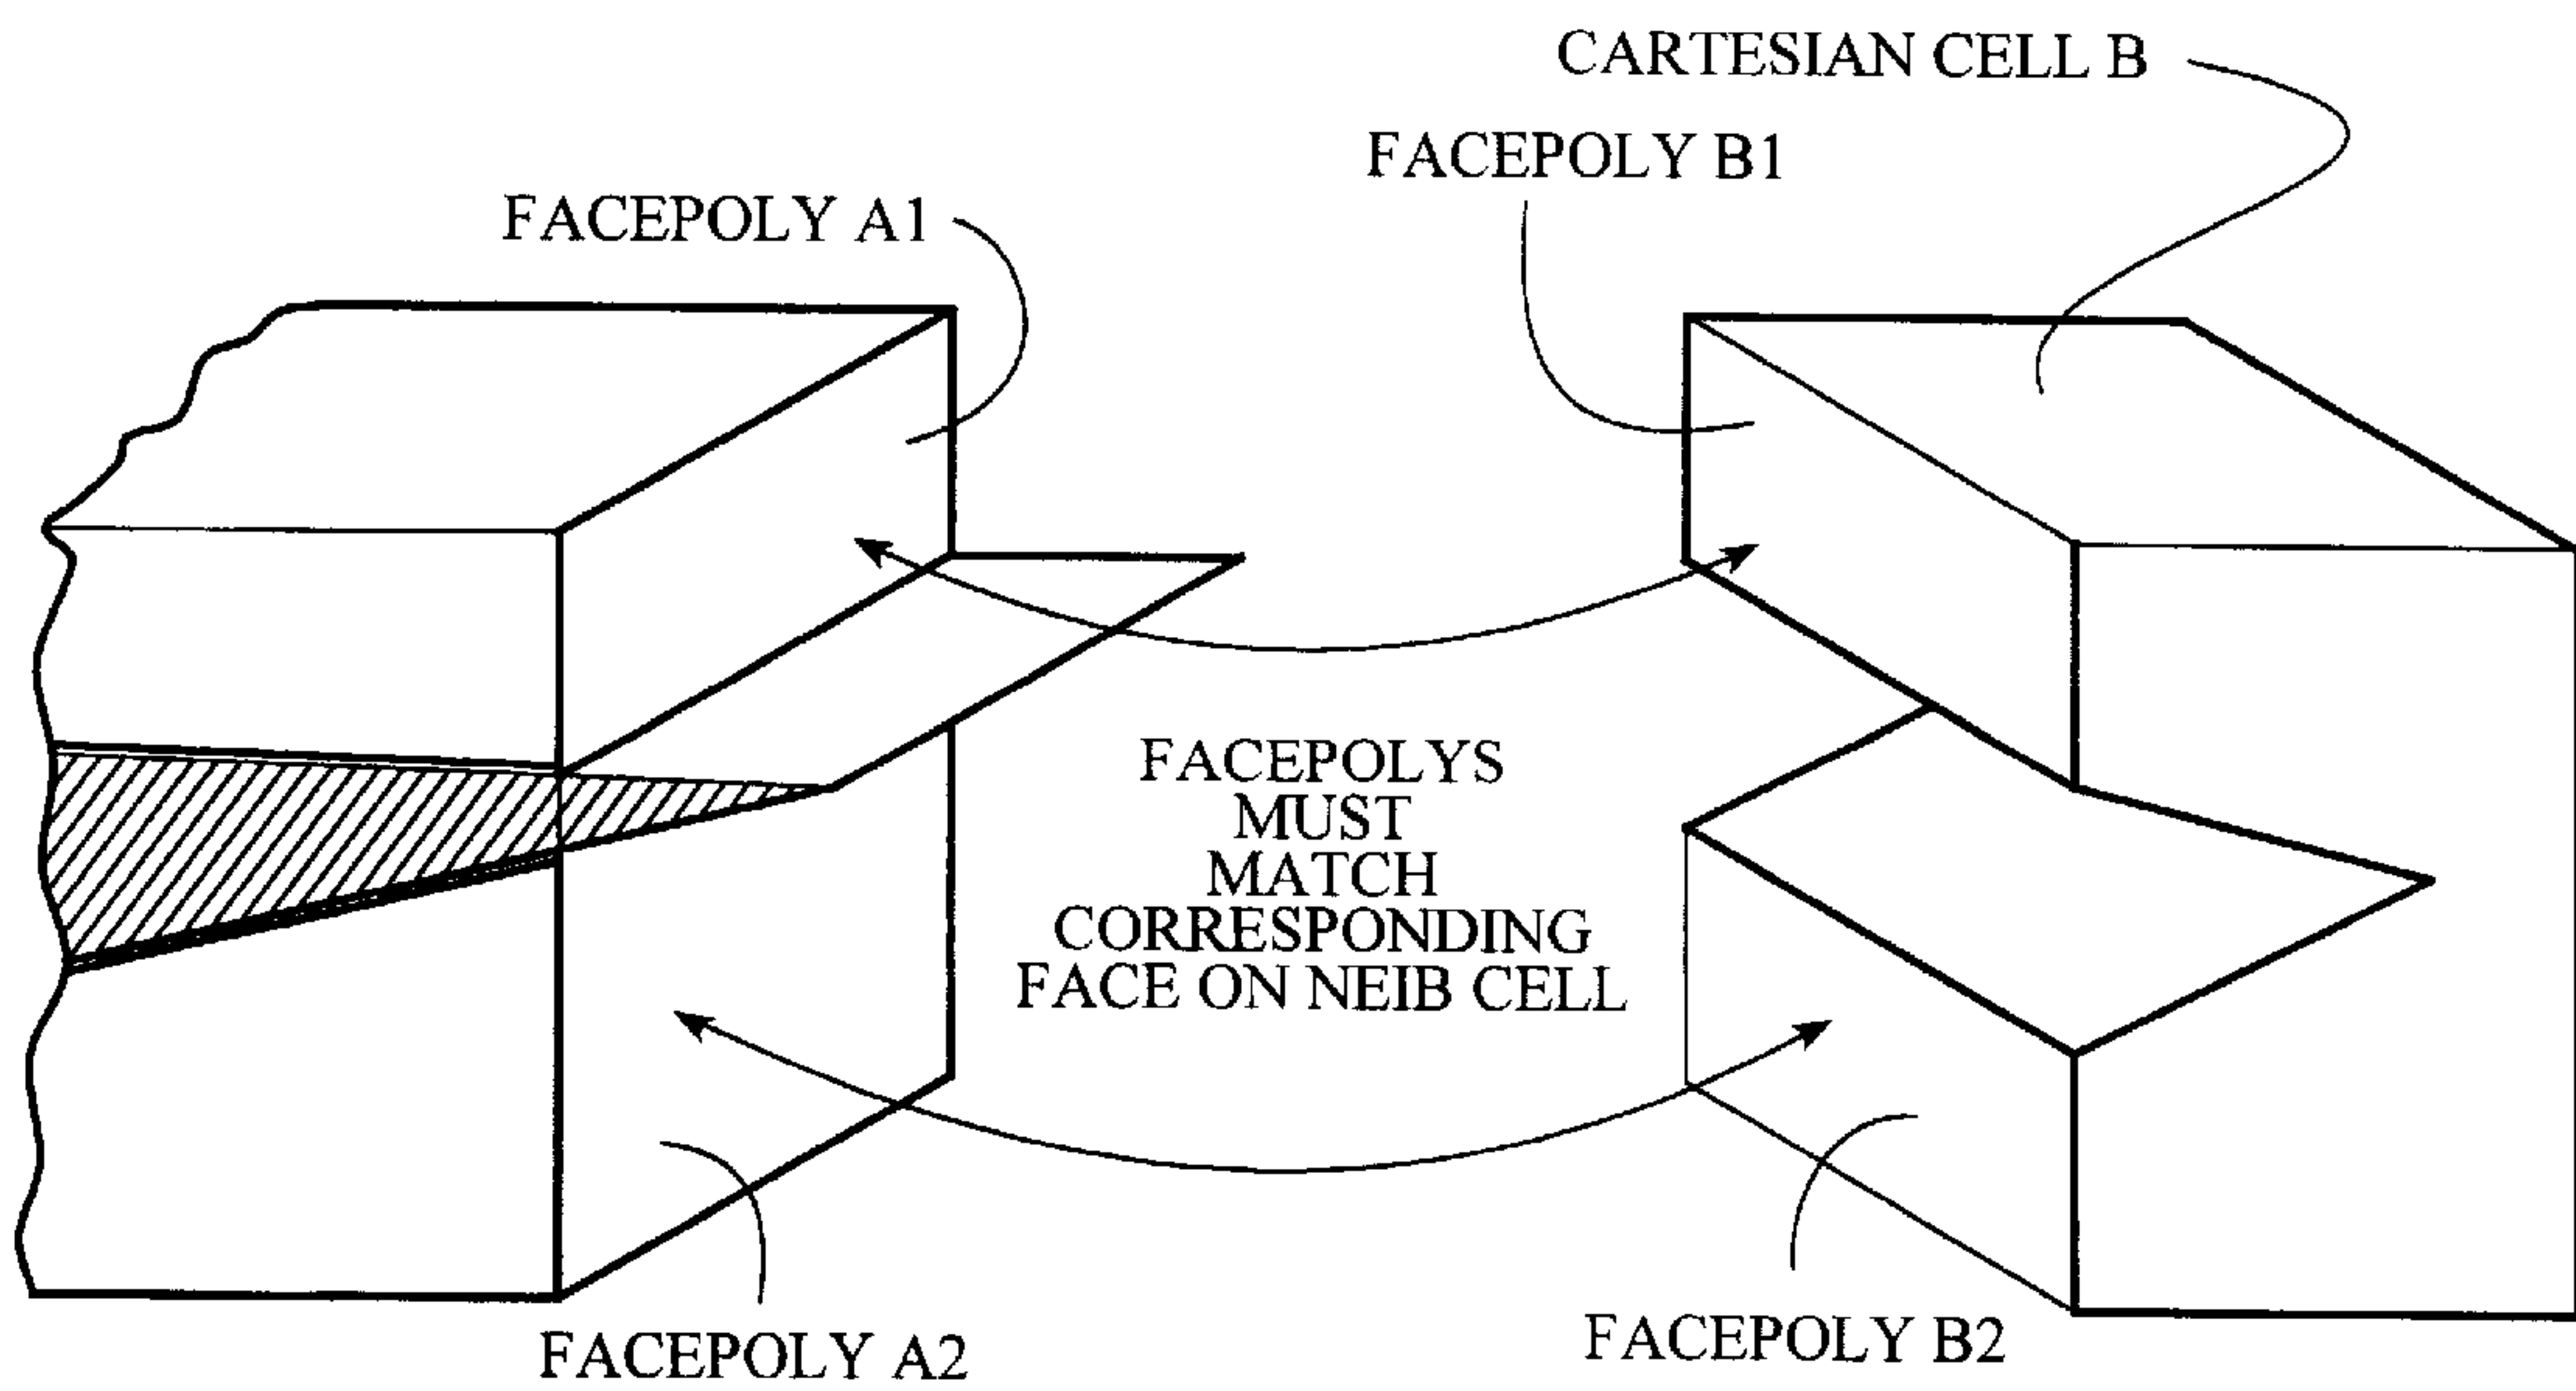 CARTESIAN CELL B
FACEPOLY B1
FACEPOLY A1
FACEPOLYS
MUST
MATCH
CORRESPONDING
FACE ON NEIB CELL
FACEPOLY B2
FACEPOLY A2